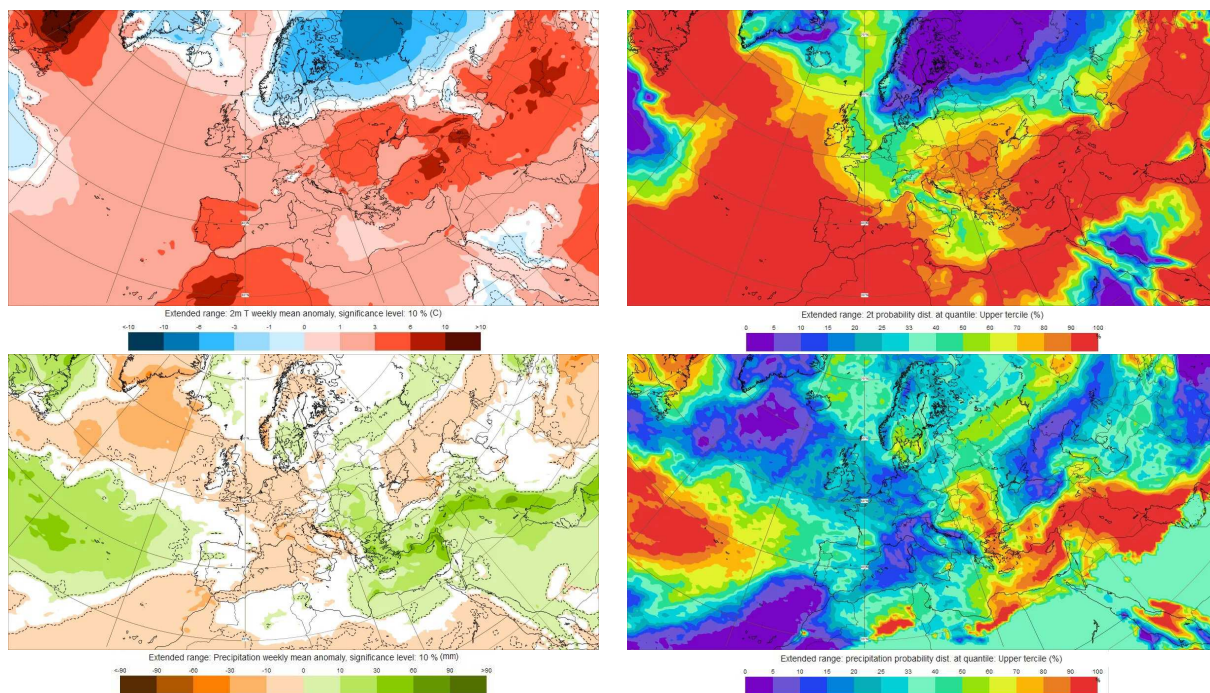 Extended range: 2m T weekly mean anomaly, significance level: 10 % (C)
<-10 -10 -6 -3 -1 0 1 3 6 10 >10
Extended range: 2t probability dist. at quantile: Upper tercile (%)
0 5 10 15 20 33 40 50 60 70 80 90 100
%
Extended range: Precipitation weekly mean anomaly, significance level: 10 % (mm)
<-90 -90 -60 -30 -10 0 10 30 60 90 >90
Extended range: precipitation probability dist. at quantile: Upper tercile (%)
0 5 10 15 20 33 40 50 60 70 80 90 100
%